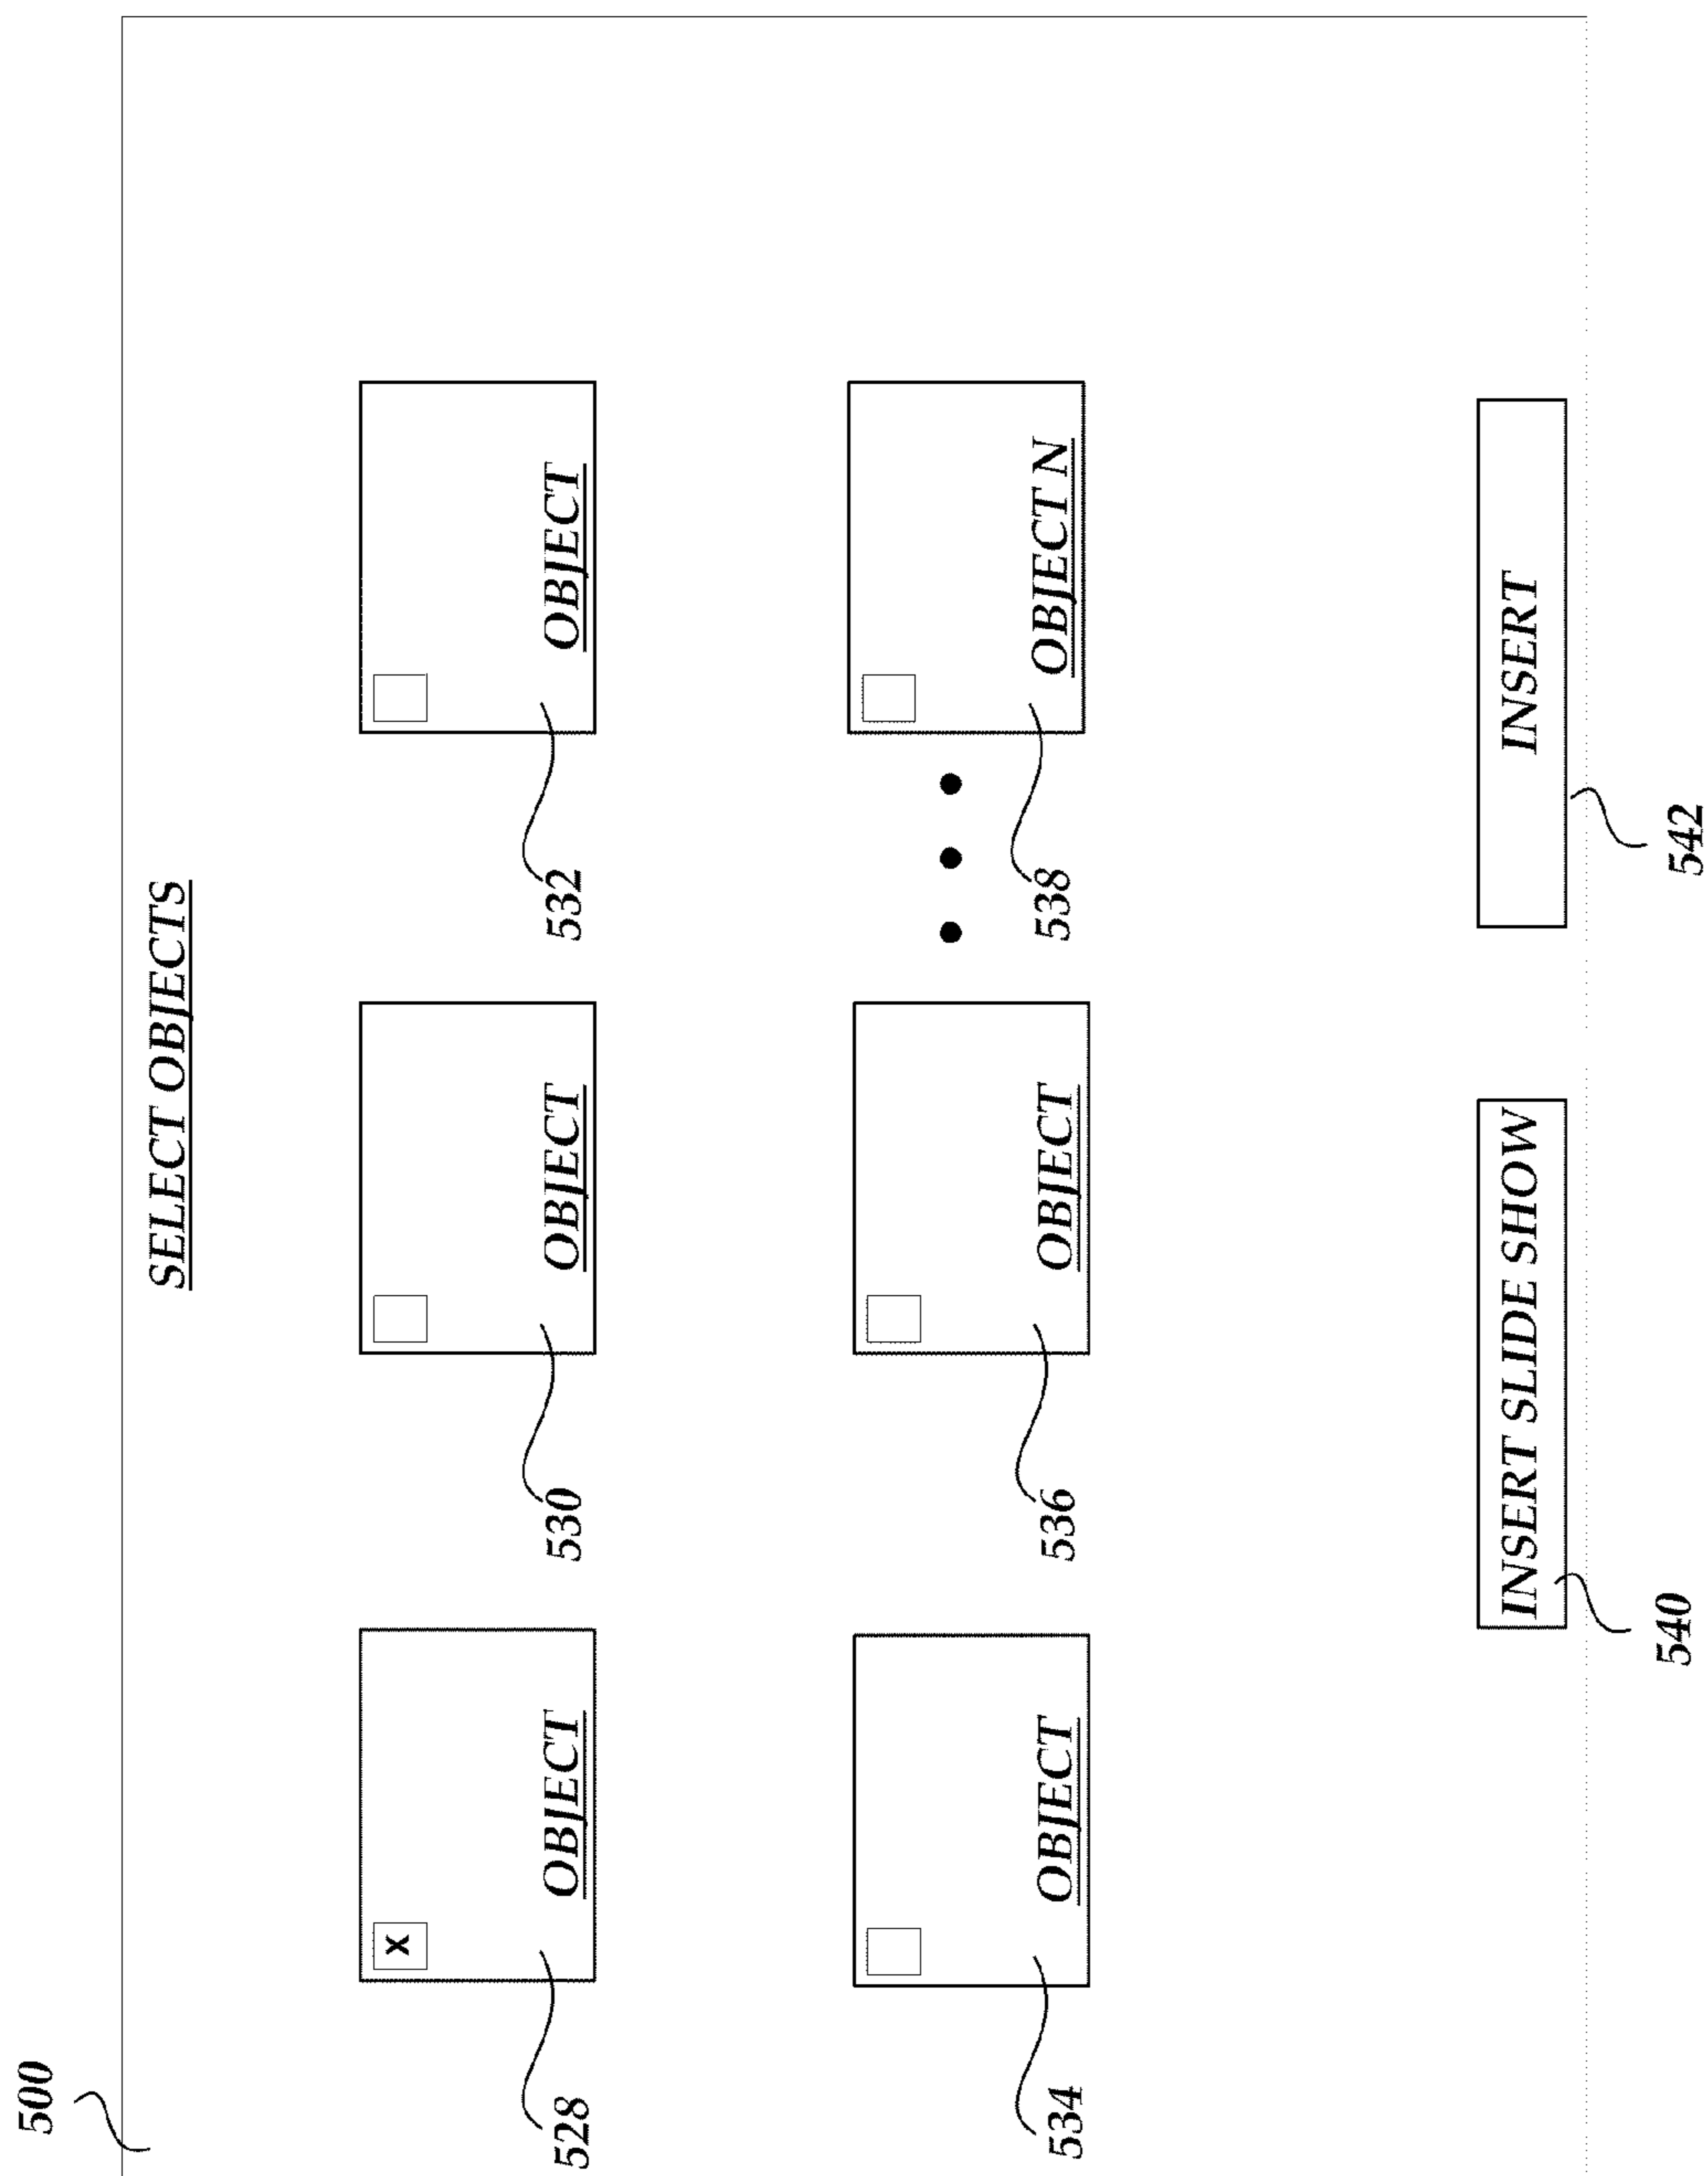 500
SELECT OBJECTS
X
OBJECT
528
OBJECT
530
OBJECT
532
OBJECT
534
OBJECT
536
OBJECT N
538
INSERT SLIDE SHOW
540
INSERT
542